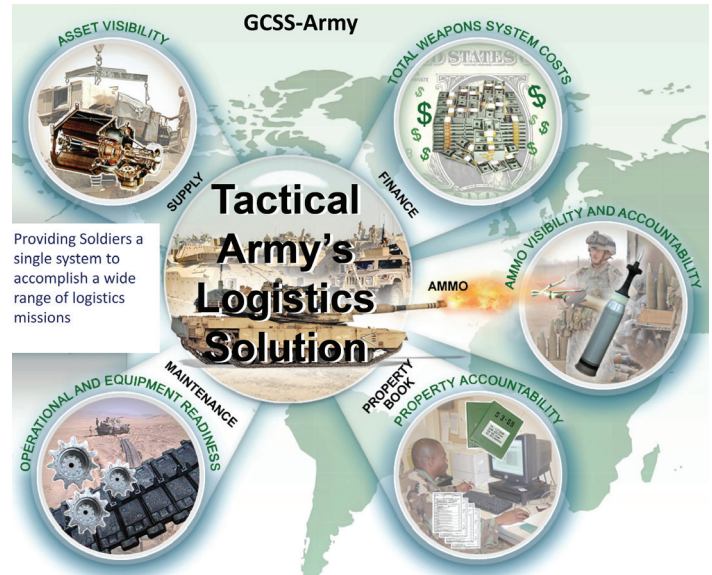 GCSS-Army
ASSET VISIBILITY
TOTAL WEAPONS SYSTEM COSTS
SUPPLY
FINANCE
Tactical
Army's
Logistics
Solution
Providing Soldiers a
single system to
accomplish a wide
range of logistics
missions
AMMO
AMMO VISIBILITY AND ACCOUNTABILITY
MAINTENANCE
PROPERTY
BOOK
OPERATIONAL AND EQUIPMENT READINESS
PROPERTY ACCOUNTABILITY